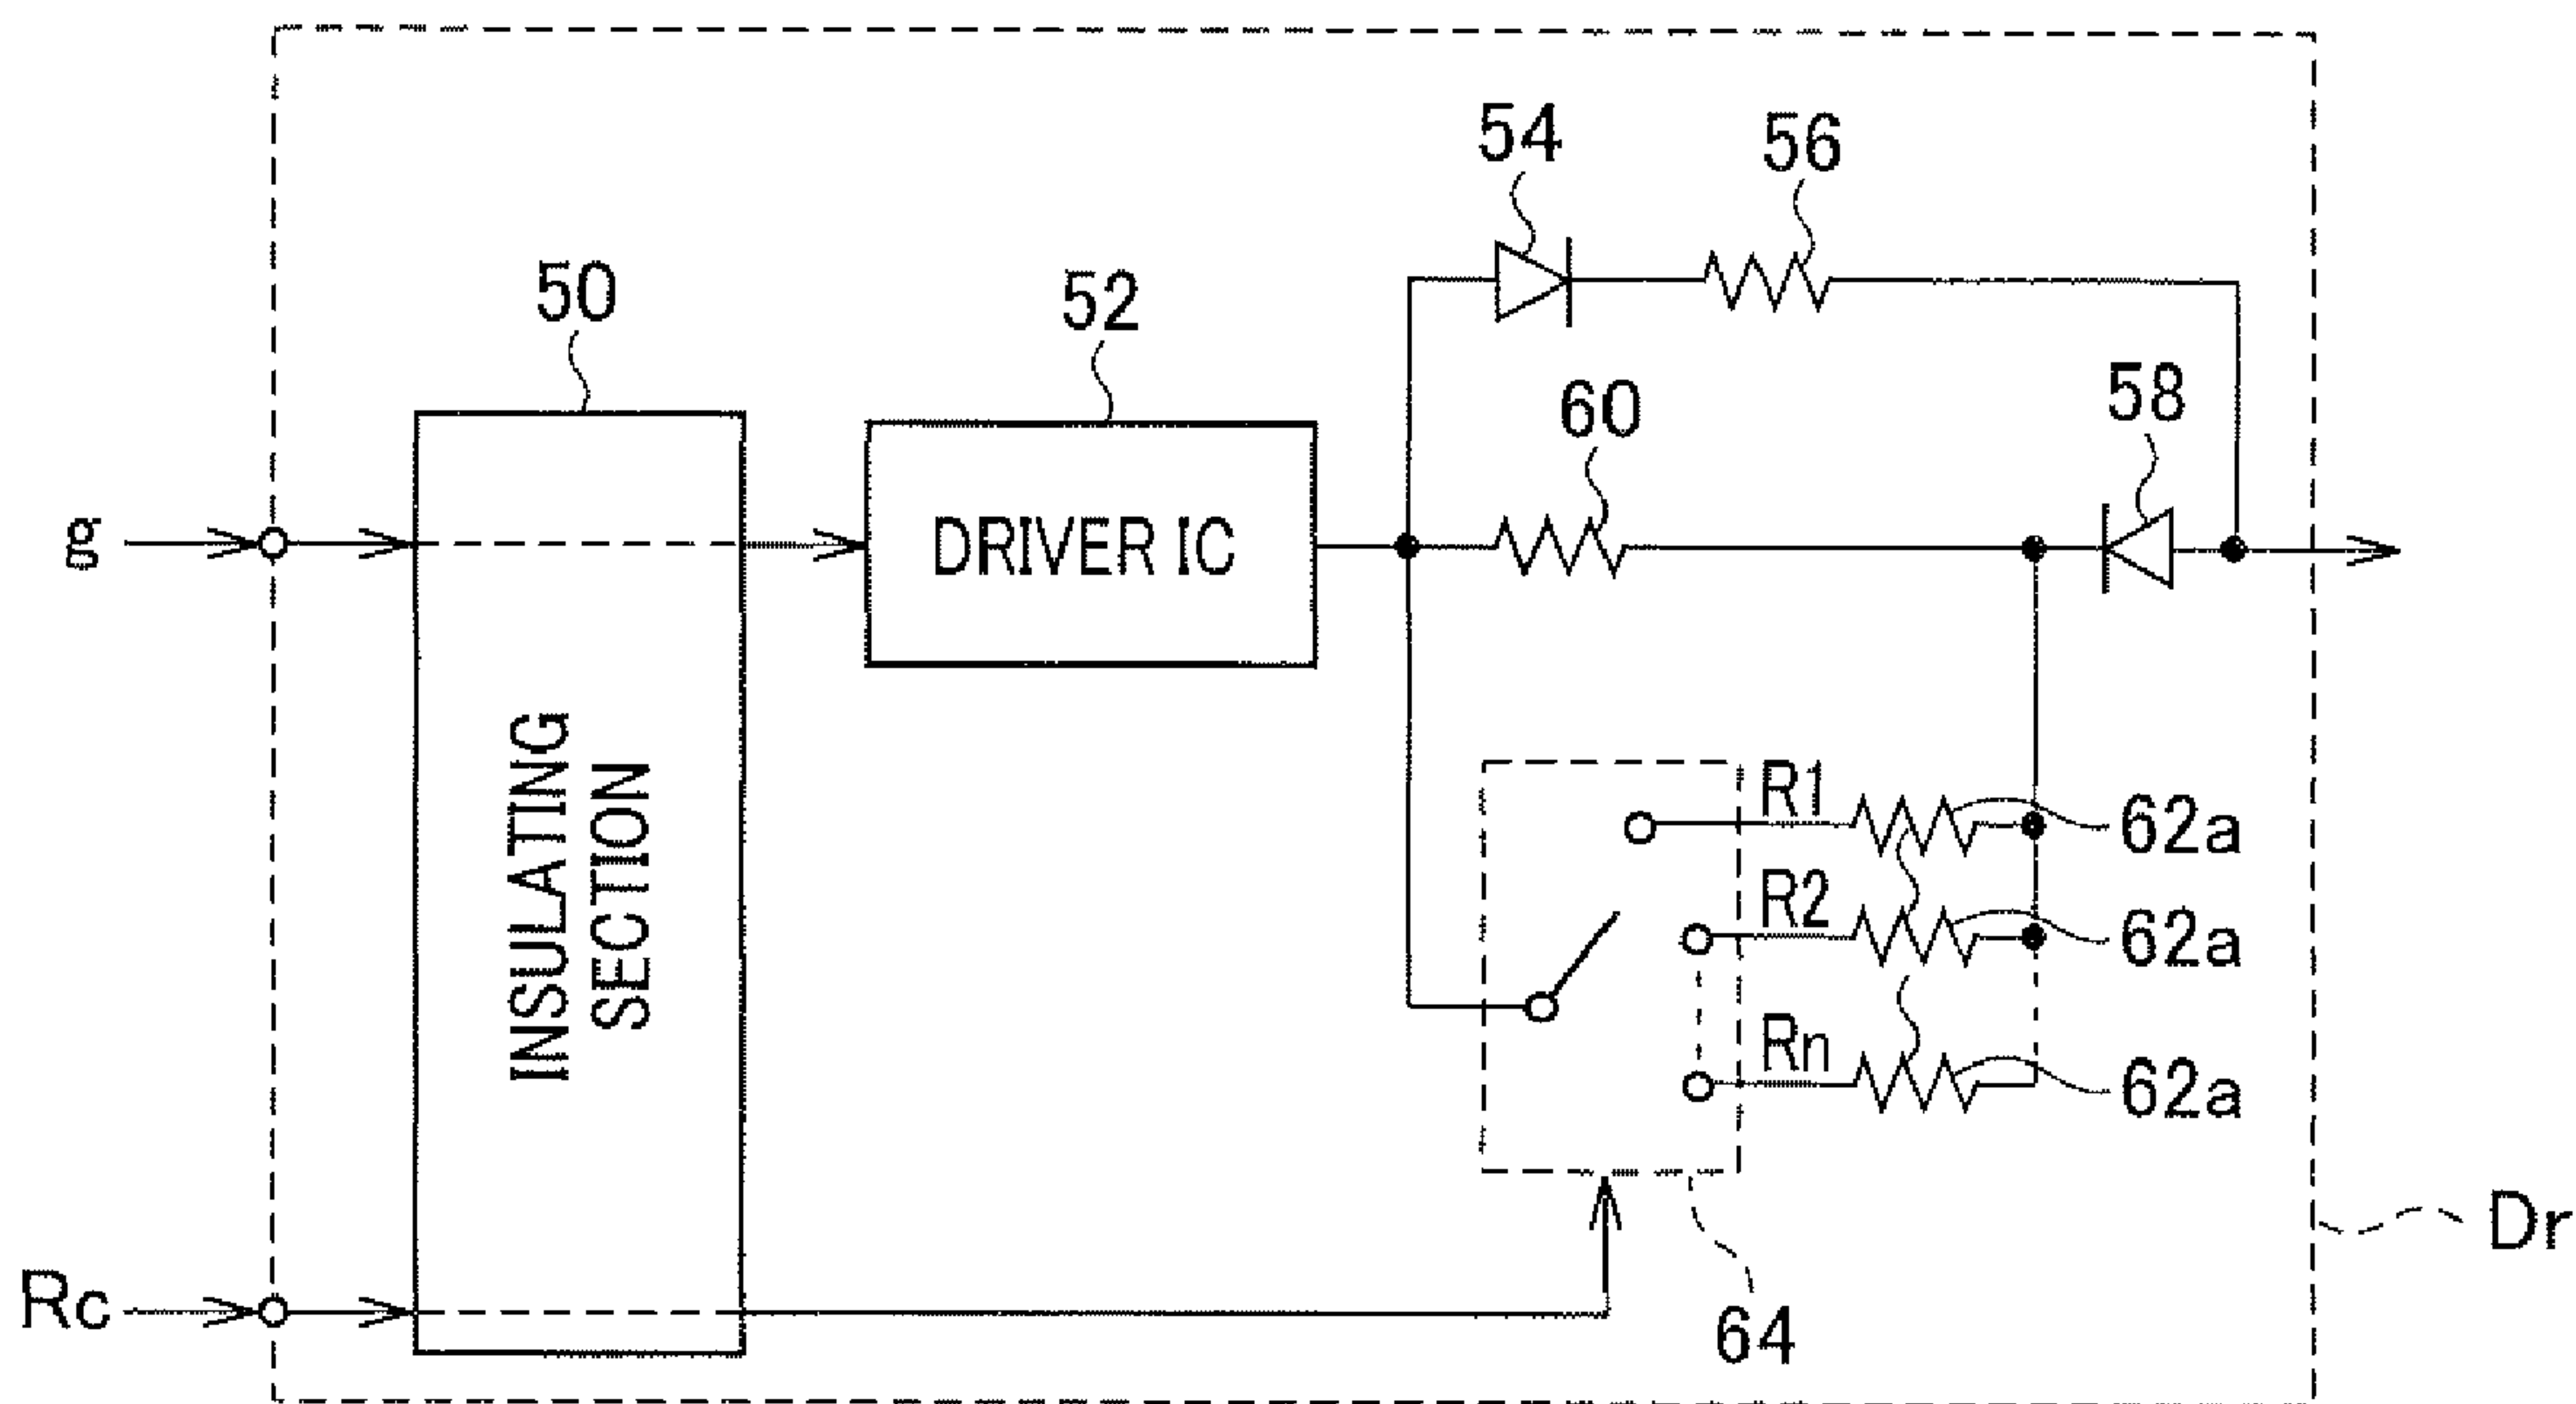 54
56
50
52
60
58
g
DRIVER IC
INSULATING
SECTION
R1
62a
R2
62a
Rn
62a
Dr
Rc
64